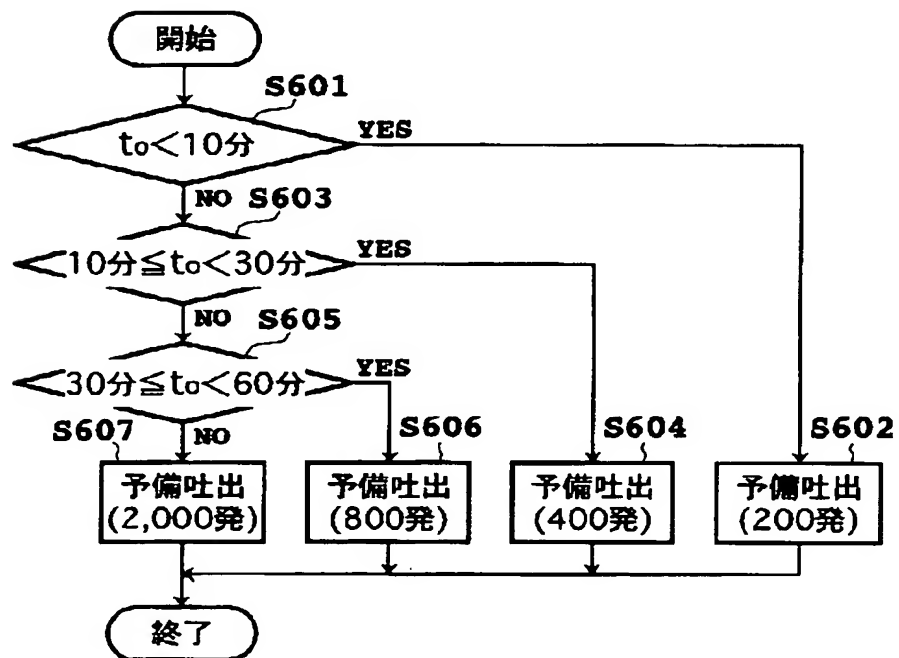 開始
S601
to<10分
YES
NO
S603
10分≦to<30分
YES
NO
S605
30分≦to<60分
YES
NO
S607
予備吐出
(2,000発)
S606
予備吐出
(800発)
S604
予備吐出
(400発)
S602
予備吐出
(200発)
終了